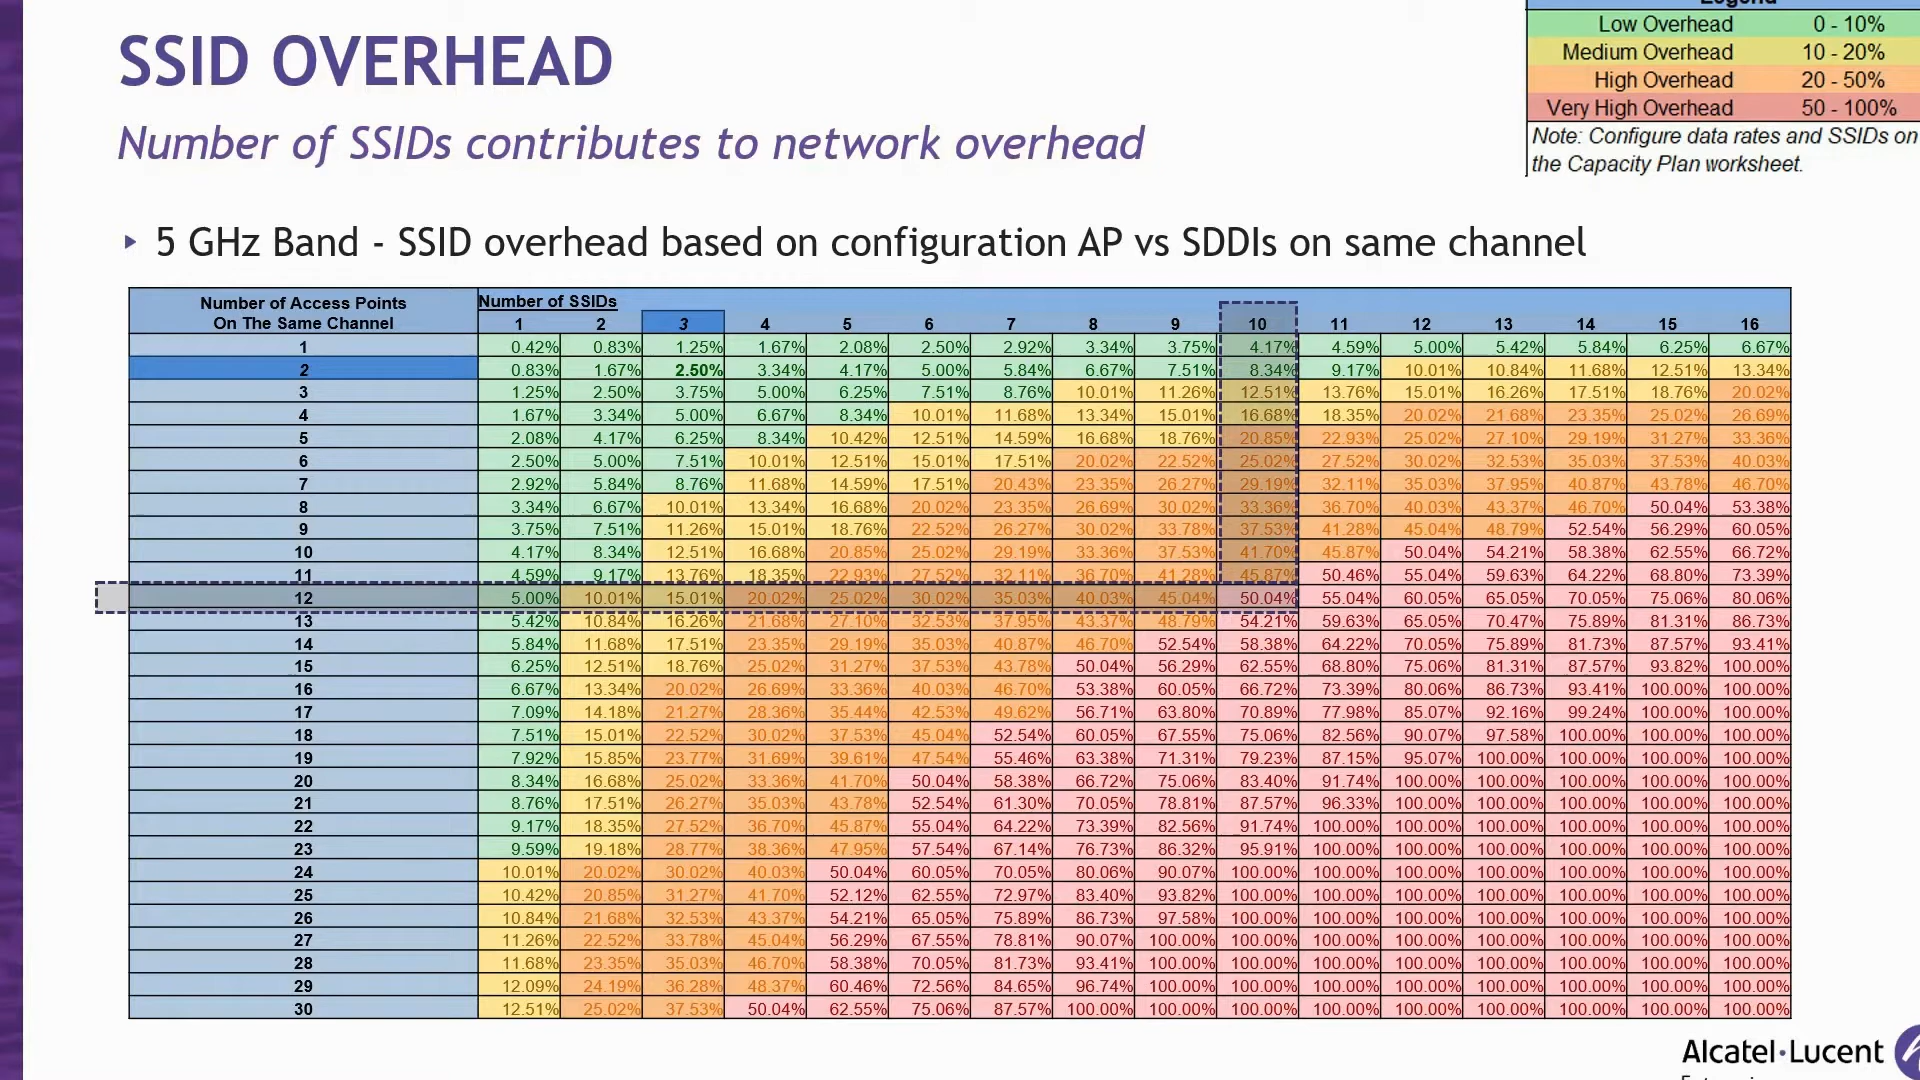 Legend
Low Overhead 0 - 10%
Medium Overhead 10 - 20%
High Overhead 20 - 50%
Very High Overhead 50 - 100%
Note: Configure data rates and SSIDs on
the Capacity Plan worksheet.
SSID OVERHEAD
Number of SSIDs contributes to network overhead
5 GHz Band - SSID overhead based on configuration AP vs SDDIs on same channel
Number of Access Points
On The Same Channel
Number of SSIDs
1 2 3 4 5 6 7 8 9 10 11 12 13 14 15 16
1 0.42% 0.83% 1.25% 1.67% 2.08% 2.50% 2.92% 3.34% 3.75% 4.17% 4.59% 5.00% 5.42% 5.84% 6.25% 6.67%
2 0.83% 1.67% 2.50% 3.34% 4.17% 5.00% 5.84% 6.67% 7.51% 8.34% 9.17% 10.01% 10.84% 11.68% 12.51% 13.34%
3 1.25% 2.50% 3.75% 5.00% 6.25% 7.51% 8.76% 10.01% 11.26% 12.51% 13.76% 15.01% 16.26% 17.51% 18.76% 20.02%
4 1.67% 3.34% 5.00% 6.67% 8.34% 10.01% 11.68% 13.34% 15.01% 16.68% 18.35% 20.02% 21.68% 23.35% 25.02% 26.69%
5 2.08% 4.17% 6.25% 8.34% 10.42% 12.51% 14.59% 16.68% 18.76% 20.85% 22.93% 25.02% 27.10% 29.19% 31.27% 33.36%
6 2.50% 5.00% 7.51% 10.01% 12.51% 15.01% 17.51% 20.02% 22.52% 25.02% 27.52% 30.02% 32.53% 35.03% 37.53% 40.03%
7 2.92% 5.84% 8.76% 11.68% 14.59% 17.51% 20.43% 23.35% 26.27% 29.19% 32.11% 35.03% 37.95% 40.87% 43.78% 46.70%
8 3.34% 6.67% 10.01% 13.34% 16.68% 20.02% 23.35% 26.69% 30.02% 33.36% 36.70% 40.03% 43.37% 46.70% 50.04% 53.38%
9 3.75% 7.51% 11.26% 15.01% 18.76% 22.52% 26.27% 30.02% 33.78% 37.53% 41.28% 45.04% 48.79% 52.54% 56.29% 60.05%
10 4.17% 8.34% 12.51% 16.68% 20.85% 25.02% 29.19% 33.36% 37.53% 41.70% 45.87% 50.04% 54.21% 58.38% 62.55% 66.72%
11 4.59% 9.17% 13.76% 18.35% 22.93% 27.52% 32.11% 36.70% 41.28% 45.87% 50.46% 55.04% 59.63% 64.22% 68.80% 73.39%
12 5.00% 10.01% 15.01% 20.02% 25.02% 30.02% 35.03% 40.03% 45.04% 50.04% 55.04% 60.05% 65.05% 70.05% 75.06% 80.06%
13 5.42% 10.84% 16.26% 21.68% 27.10% 32.53% 37.95% 43.37% 48.79% 54.21% 59.63% 65.05% 70.47% 75.89% 81.31% 86.73%
14 5.84% 11.68% 17.51% 23.35% 29.19% 35.03% 40.87% 46.70% 52.54% 58.38% 64.22% 70.05% 75.89% 81.73% 87.57% 93.41%
15 6.25% 12.51% 18.76% 25.02% 31.27% 37.53% 43.78% 50.04% 56.29% 62.55% 68.80% 75.06% 81.31% 87.57% 93.82% 100.00%
16 6.67% 13.34% 20.02% 26.69% 33.36% 40.03% 46.70% 53.38% 60.05% 66.72% 73.39% 80.06% 86.73% 93.41% 100.00% 100.00%
17 7.09% 14.18% 21.27% 28.36% 35.44% 42.53% 49.62% 56.71% 63.80% 70.89% 77.98% 85.07% 92.16% 99.24% 100.00% 100.00%
18 7.51% 15.01% 22.52% 30.02% 37.53% 45.04% 52.54% 60.05% 67.55% 75.06% 82.56% 90.07% 97.58% 100.00% 100.00% 100.00%
19 7.92% 15.85% 23.77% 31.69% 39.61% 47.54% 55.46% 63.38% 71.31% 79.23% 87.15% 95.07% 100.00% 100.00% 100.00% 100.00%
20 8.34% 16.68% 25.02% 33.36% 41.70% 50.04% 58.38% 66.72% 75.06% 83.40% 91.74% 100.00% 100.00% 100.00% 100.00% 100.00%
21 8.76% 17.51% 26.27% 35.03% 43.78% 52.54% 61.30% 70.05% 78.81% 87.57% 96.33% 100.00% 100.00% 100.00% 100.00% 100.00%
22 9.17% 18.35% 27.52% 36.70% 45.87% 55.04% 64.22% 73.39% 82.56% 91.74% 100.00% 100.00% 100.00% 100.00% 100.00% 100.00%
23 9.59% 19.18% 28.77% 38.36% 47.95% 57.54% 67.14% 76.73% 86.32% 95.91% 100.00% 100.00% 100.00% 100.00% 100.00% 100.00%
24 10.01% 20.02% 30.02% 40.03% 50.04% 60.05% 70.05% 80.06% 90.07% 100.00% 100.00% 100.00% 100.00% 100.00% 100.00% 100.00%
25 10.42% 20.85% 31.27% 41.70% 52.12% 62.55% 72.97% 83.40% 93.82% 100.00% 100.00% 100.00% 100.00% 100.00% 100.00% 100.00%
26 10.84% 21.68% 32.53% 43.37% 54.21% 65.05% 75.89% 86.73% 97.58% 100.00% 100.00% 100.00% 100.00% 100.00% 100.00% 100.00%
27 11.26% 22.52% 33.78% 45.04% 56.29% 67.55% 78.81% 90.07% 100.00% 100.00% 100.00% 100.00% 100.00% 100.00% 100.00% 100.00%
28 11.68% 23.35% 35.03% 46.70% 58.38% 70.05% 81.73% 93.41% 100.00% 100.00% 100.00% 100.00% 100.00% 100.00% 100.00% 100.00%
29 12.09% 24.19% 36.28% 48.37% 60.46% 72.56% 84.65% 96.74% 100.00% 100.00% 100.00% 100.00% 100.00% 100.00% 100.00% 100.00%
30 12.51% 25.02% 37.53% 50.04% 62.55% 75.06% 87.57% 100.00% 100.00% 100.00% 100.00% 100.00% 100.00% 100.00% 100.00% 100.00%
Alcatel·Lucent